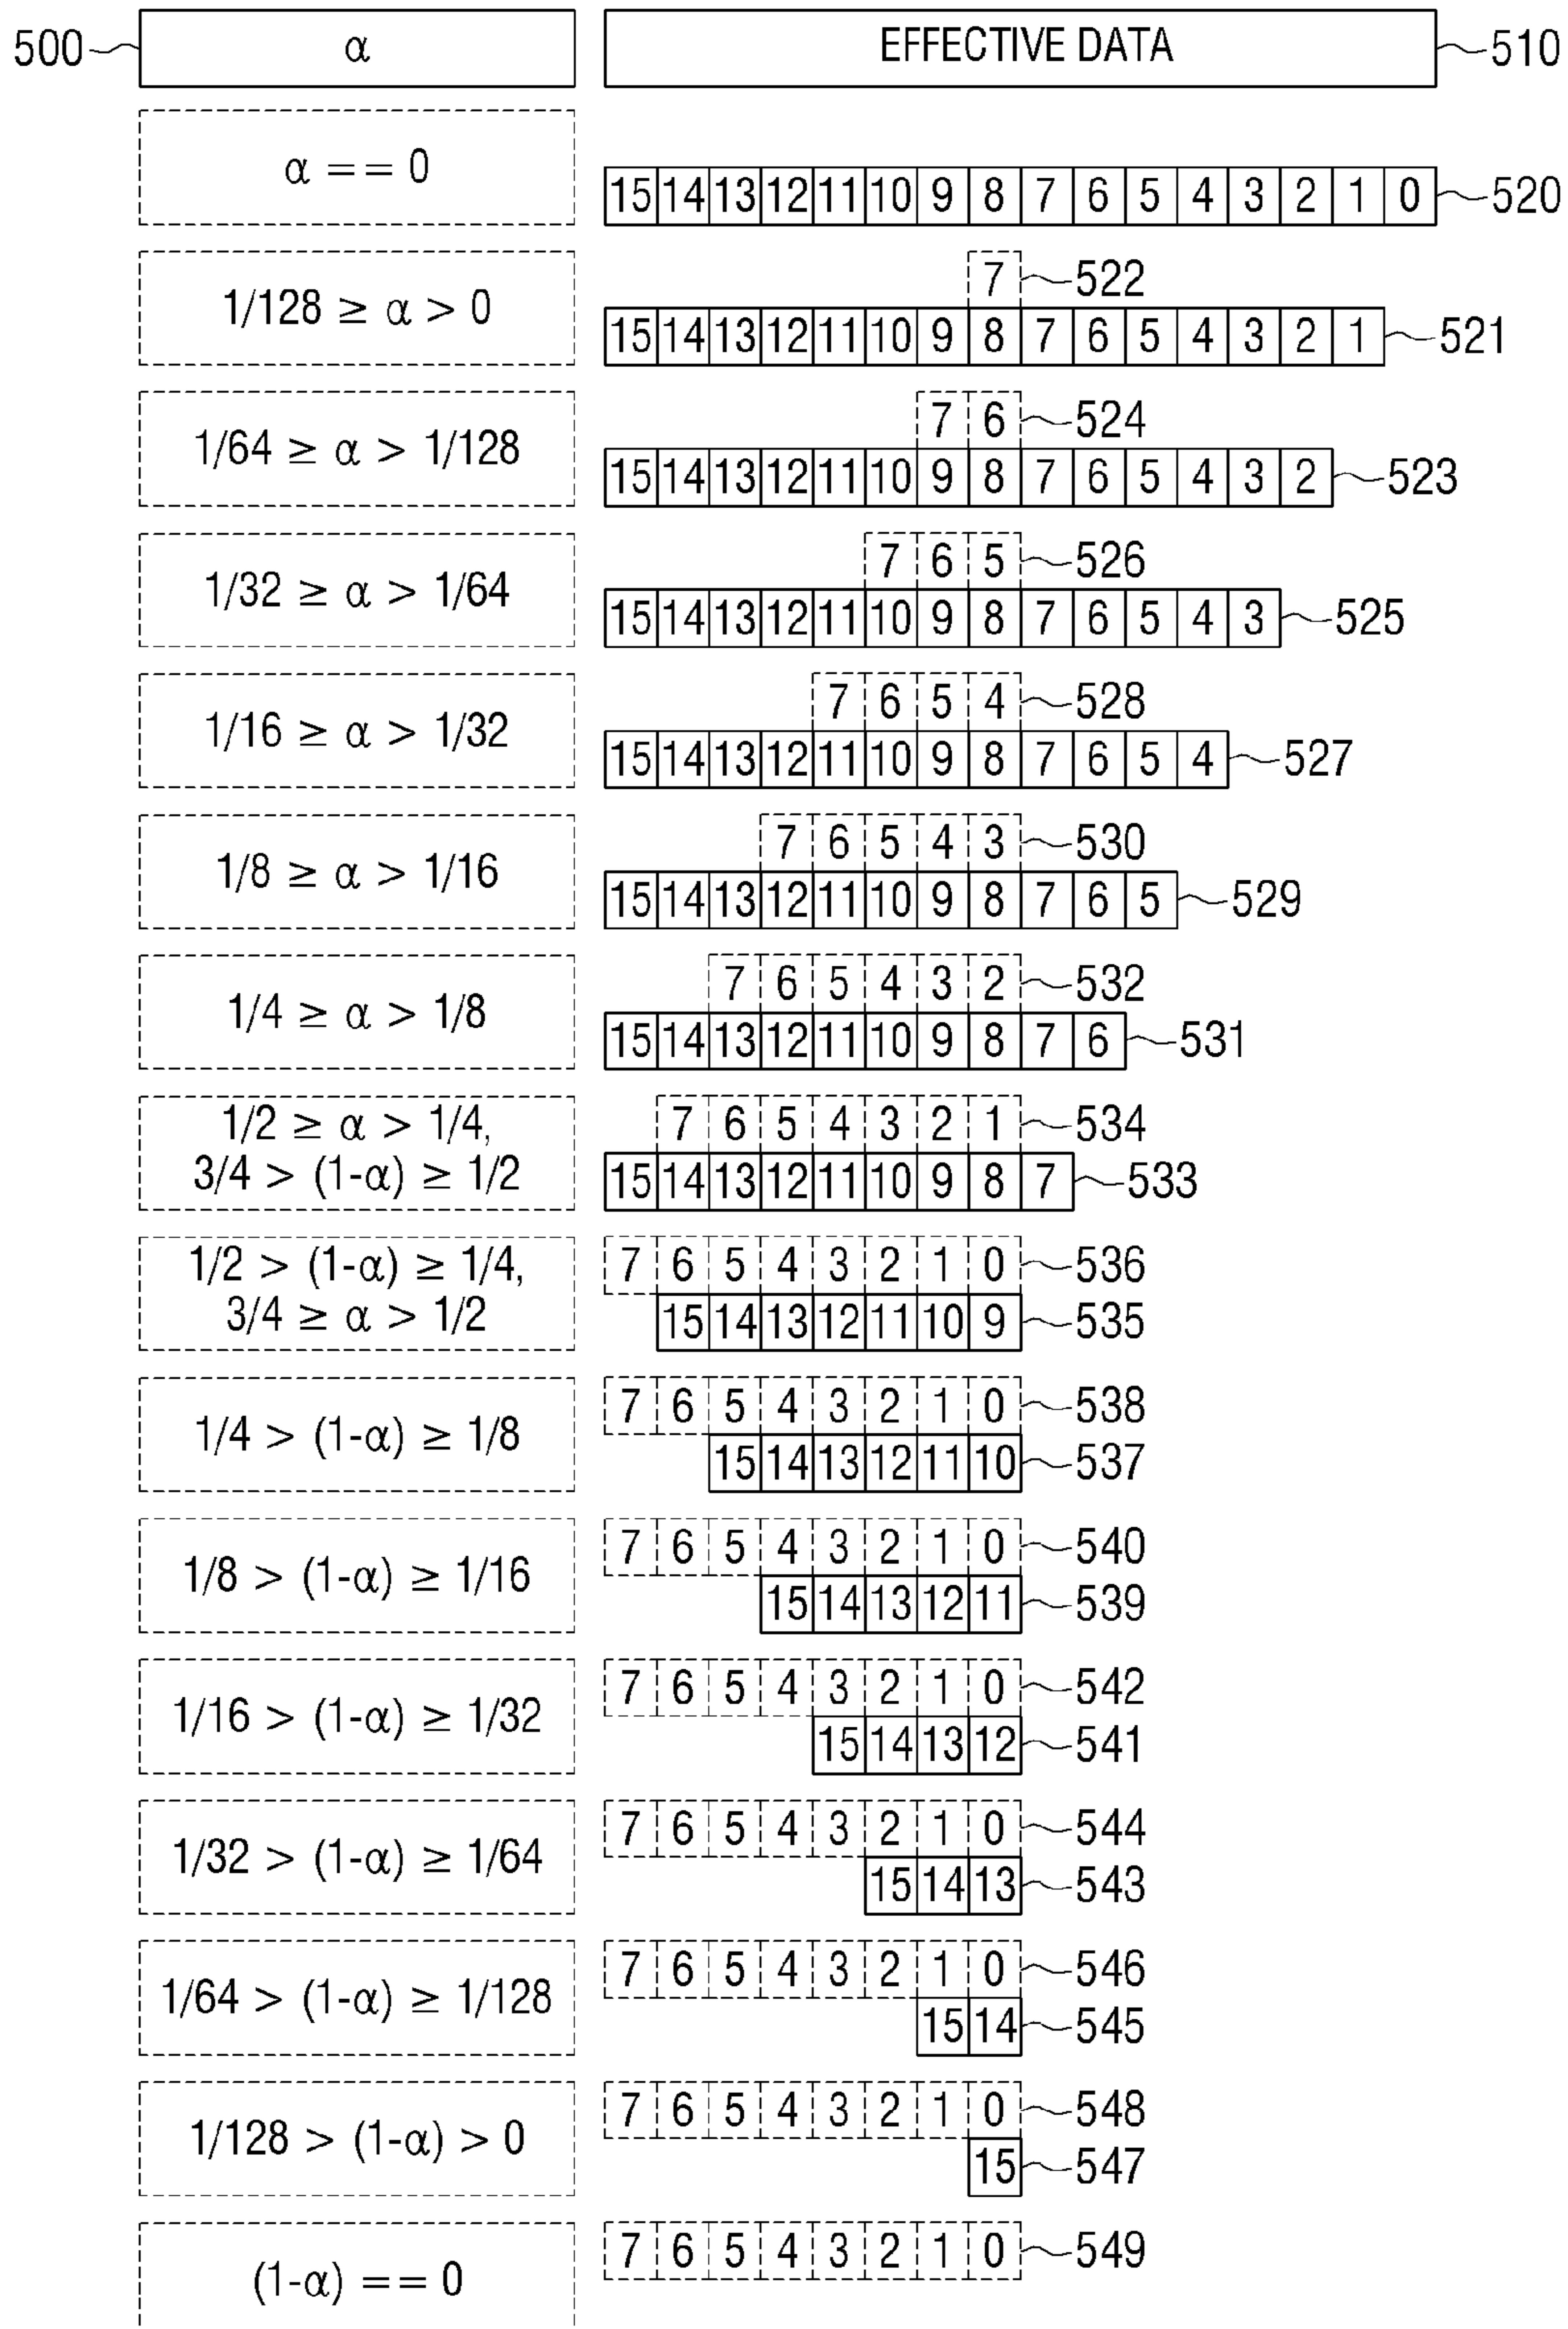 500 α EFFECTIVE DATA 510
α == 0
15 14 13 12 11 10 9 8 7 6 5 4 3 2 1 0 520
1/128 ≥ α > 0
7 522
15 14 13 12 11 10 9 8 7 6 5 4 3 2 1 521
1/64 ≥ α > 1/128
7 6 524
15 14 13 12 11 10 9 8 7 6 5 4 3 2 523
1/32 ≥ α > 1/64
7 6 5 526
15 14 13 12 11 10 9 8 7 6 5 4 3 525
1/16 ≥ α > 1/32
7 6 5 4 528
15 14 13 12 11 10 9 8 7 6 5 4 527
1/8 ≥ α > 1/16
7 6 5 4 3 530
15 14 13 12 11 10 9 8 7 6 5 529
1/4 ≥ α > 1/8
7 6 5 4 3 2 532
15 14 13 12 11 10 9 8 7 6 531
1/2 ≥ α > 1/4,
3/4 > (1-α) ≥ 1/2
7 6 5 4 3 2 1 534
15 14 13 12 11 10 9 8 7 533
1/2 > (1-α) ≥ 1/4,
3/4 ≥ α > 1/2
7 6 5 4 3 2 1 0 536
15 14 13 12 11 10 9 535
1/4 > (1-α) ≥ 1/8
7 6 5 4 3 2 1 0 538
15 14 13 12 11 10 537
1/8 > (1-α) ≥ 1/16
7 6 5 4 3 2 1 0 540
15 14 13 12 11 539
1/16 > (1-α) ≥ 1/32
7 6 5 4 3 2 1 0 542
15 14 13 12 541
1/32 > (1-α) ≥ 1/64
7 6 5 4 3 2 1 0 544
15 14 13 543
1/64 > (1-α) ≥ 1/128
7 6 5 4 3 2 1 0 546
15 14 545
1/128 > (1-α) > 0
7 6 5 4 3 2 1 0 548
15 547
(1-α) == 0
7 6 5 4 3 2 1 0 549